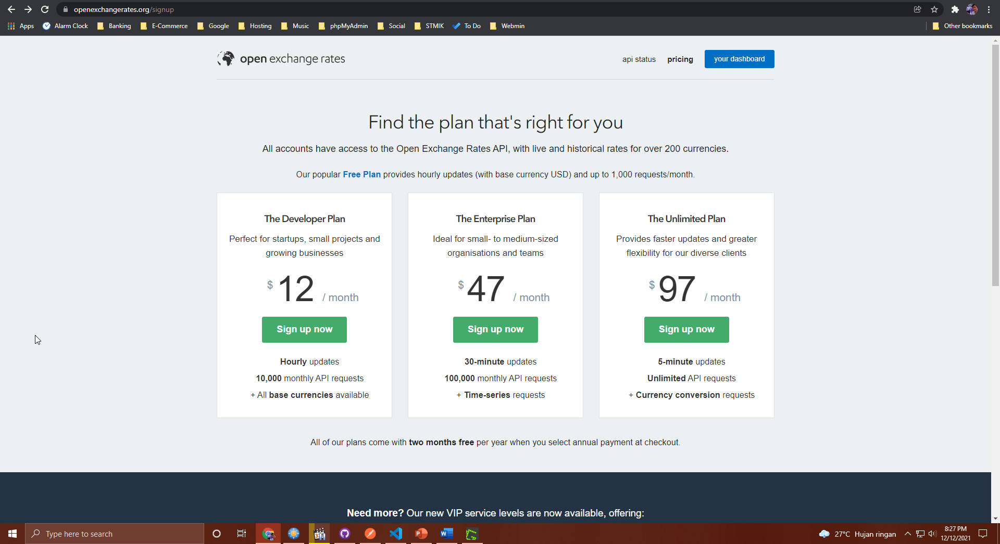 openexchangerates.org/signup
Apps Alarm Clock Banking E-Commerce Google Hosting Music phpMyAdmin Social STMIK To Do Webmin Other bookmarks
open exchange rates
api status pricing your dashboard
Find the plan that's right for you
All accounts have access to the Open Exchange Rates API, with live and historical rates for over 200 currencies.
Our popular Free Plan provides hourly updates (with base currency USD) and up to 1,000 requests/month.
The Developer Plan
Perfect for startups, small projects and
growing businesses
$ 12 / month
Sign up now
Hourly updates
10,000 monthly API requests
+ All base currencies available
The Enterprise Plan
Ideal for small- to medium-sized
organisations and teams
$ 47 / month
Sign up now
30-minute updates
100,000 monthly API requests
+ Time-series requests
The Unlimited Plan
Provides faster updates and greater
flexibility for our diverse clients
$ 97 / month
Sign up now
5-minute updates
Unlimited API requests
+ Currency conversion requests
All of our plans come with two months free per year when you select annual payment at checkout.
Need more? Our new VIP service levels are now available, offering:
Type here to search
27°C Hujan ringan
8:27 PM
12/12/2021